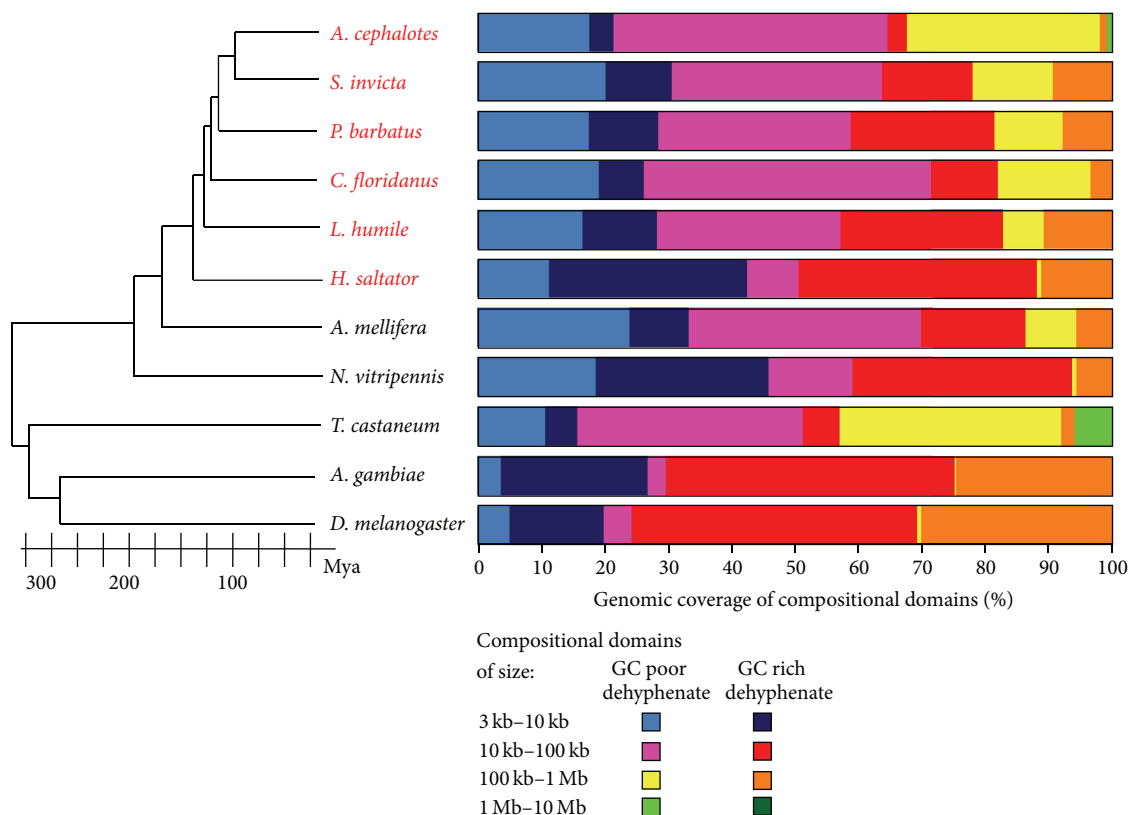 A. cephalotes
S. invicta
P. barbatus
C. floridanus
L. humile
H. saltator
A. mellifera
N. vitripennis
T. castaneum
A. gambiae
D. melanogaster
300 200 100 Mya
0 10 20 30 40 50 60 70 80 90 100
Genomic coverage of compositional domains (%)
Compositional domains
of size: GC poor GC rich
dehyphenate dehyphenate
3 kb–10 kb
10 kb–100 kb
100 kb–1 Mb
1 Mb–10 Mb